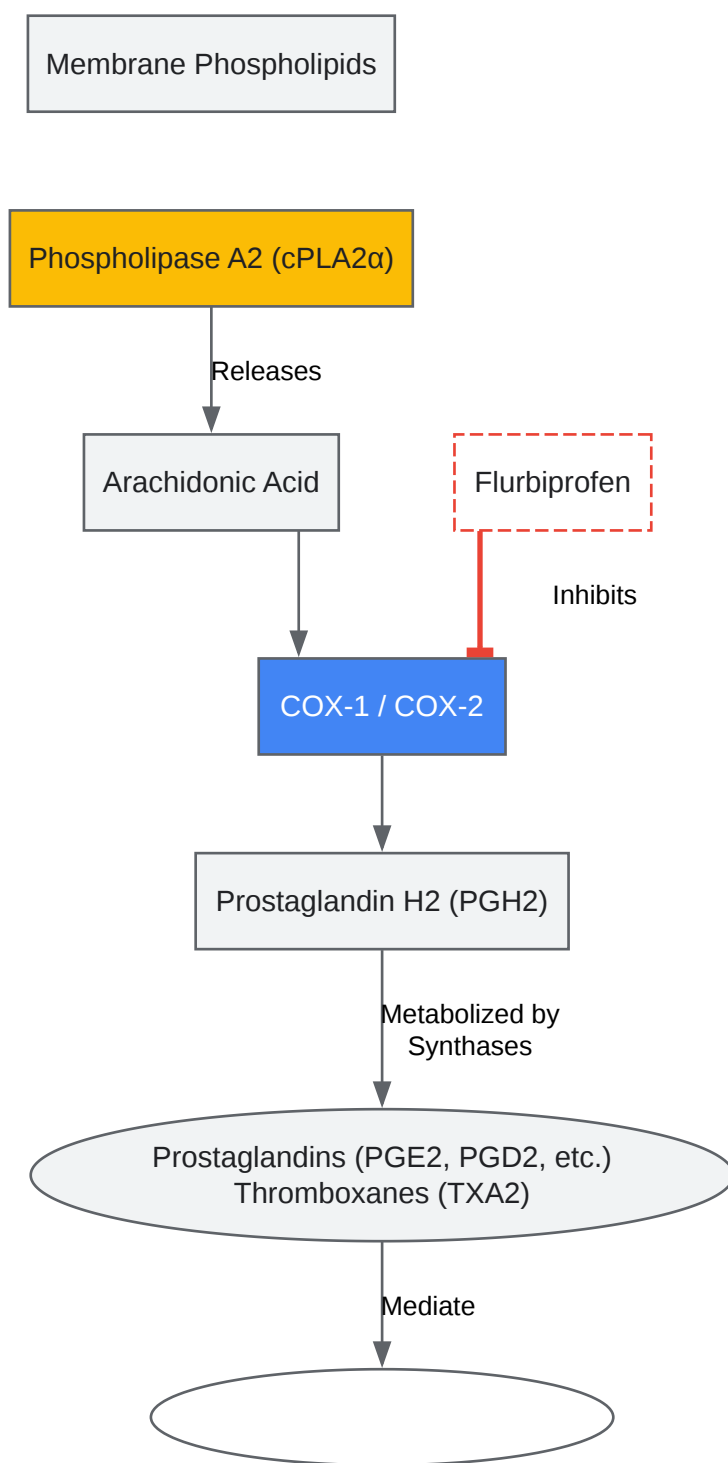 Membrane Phospholipids
Phospholipase A2 (cPLA2α)
Releases
Arachidonic Acid
Flurbiprofen
Inhibits
COX-1 / COX-2
Prostaglandin H2 (PGH2)
Metabolized by
Synthases
Prostaglandins (PGE2, PGD2, etc.)
Thromboxanes (TXA2)
Mediate